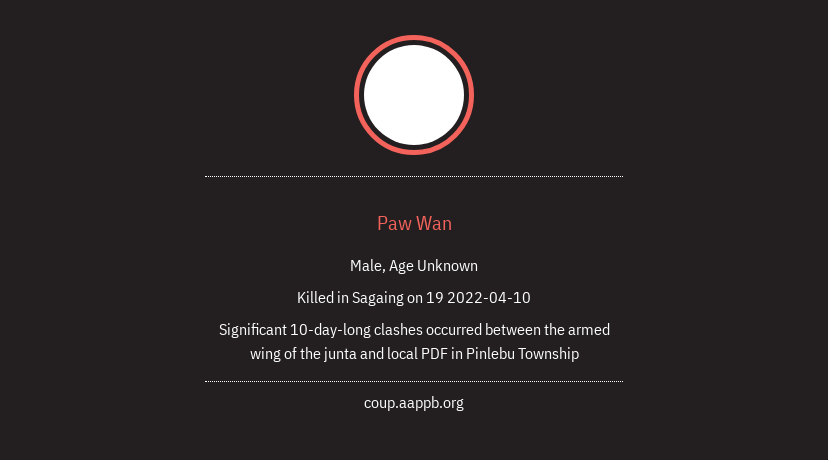 Paw Wan
Male, Age Unknown
Killed in Sagaing on 19 2022-04-10
Significant 10-day-long clashes occurred between the armed
wing of the junta and local PDF in Pinlebu Township
coup.aappb.org